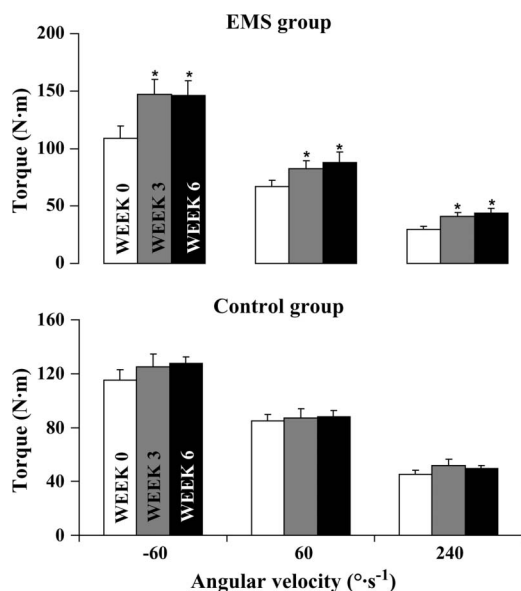 EMS group
200
150
100
50
0
Torque (N·m)
WEEK 0
WEEK 3
WEEK 6
* *
* *
* *
Control group
160
120
80
40
0
Torque (N·m)
WEEK 0
WEEK 3
WEEK 6
-60 60 240
Angular velocity (°·s⁻¹)